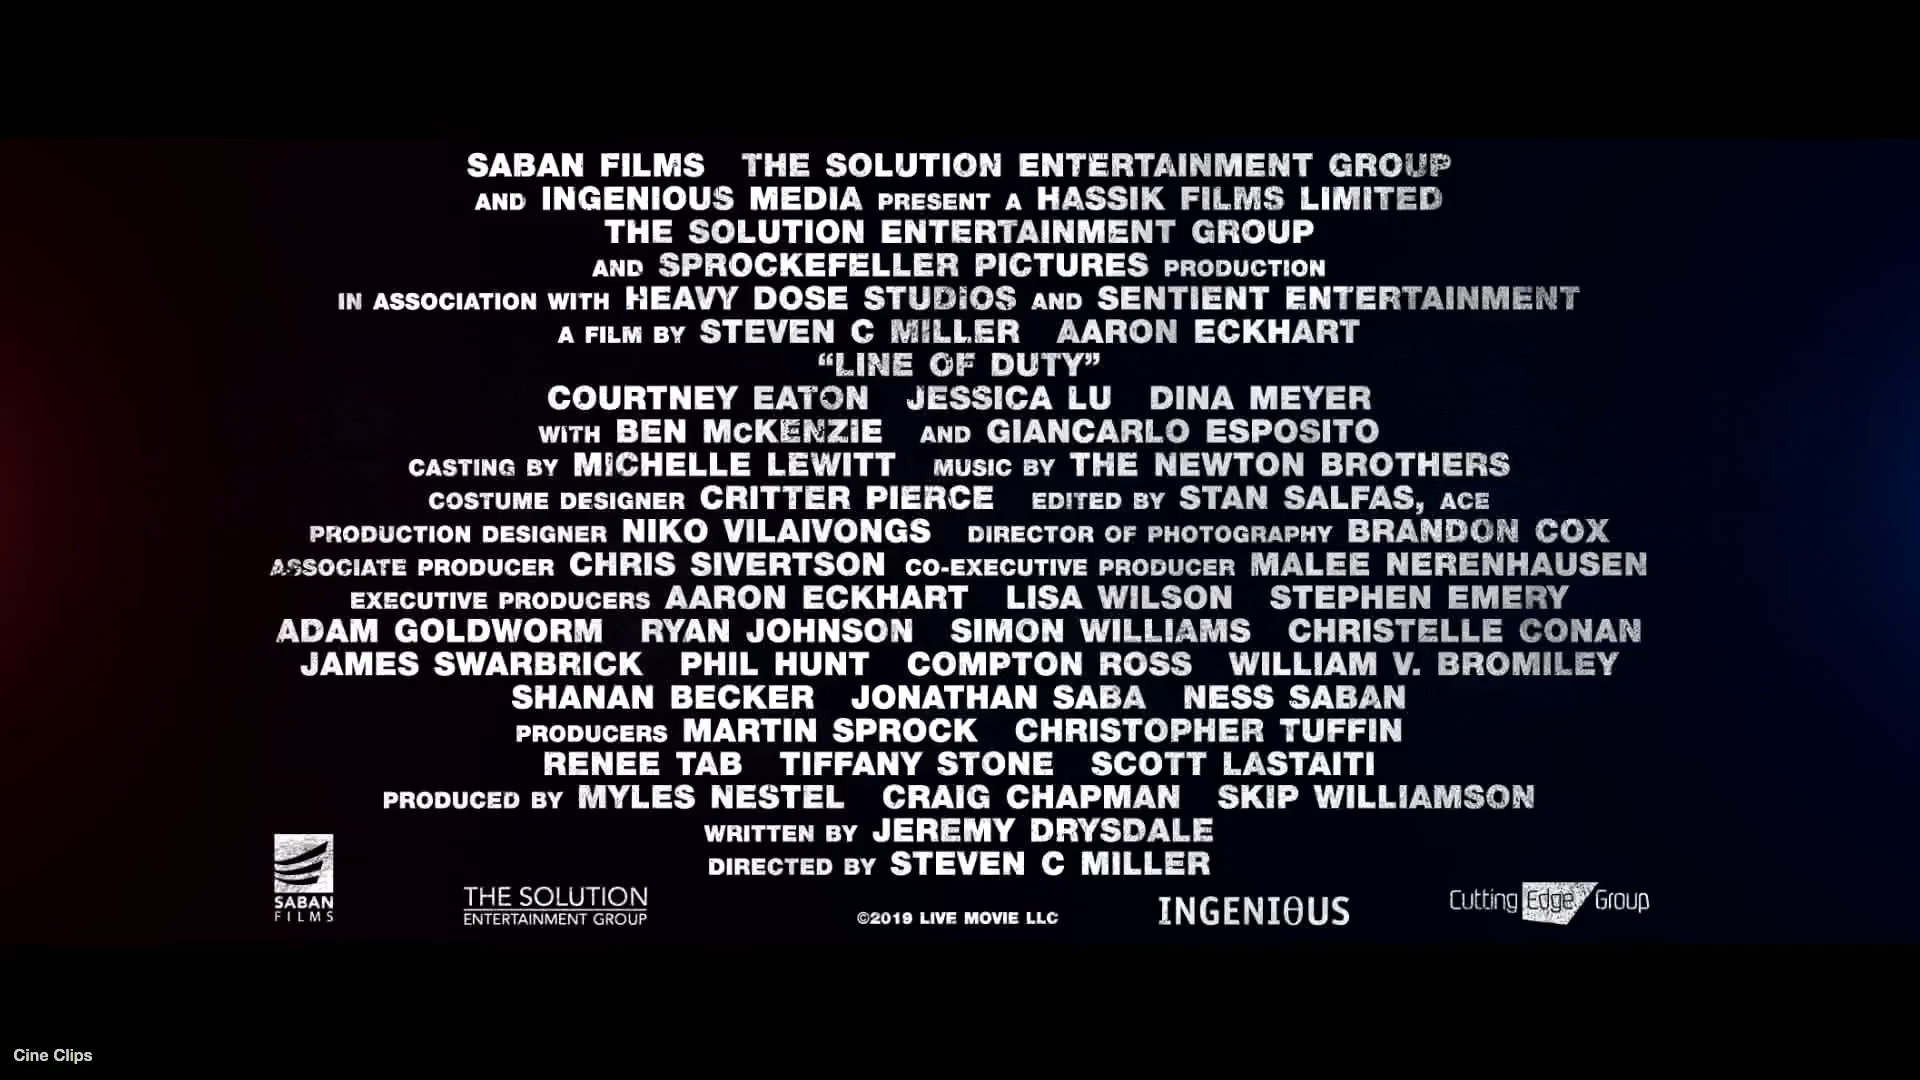 SABAN FILMS THE SOLUTION ENTERTAINMENT GROUP
AND INGENIOUS MEDIA PRESENT A HASSIK FILMS LIMITED
THE SOLUTION ENTERTAINMENT GROUP
AND SPROCKEFELLER PICTURES PRODUCTION
IN ASSOCIATION WITH HEAVY DOSE STUDIOS AND SENTIENT ENTERTAINMENT
A FILM BY STEVEN C MILLER AARON ECKHART
“LINE OF DUTY”
COURTNEY EATON JESSICA LU DINA MEYER
WITH BEN McKENZIE AND GIANCARLO ESPOSITO
CASTING BY MICHELLE LEWITT MUSIC BY THE NEWTON BROTHERS
COSTUME DESIGNER CRITTER PIERCE EDITED BY STAN SALFAS, ACE
PRODUCTION DESIGNER NIKO VILAIVONGS DIRECTOR OF PHOTOGRAPHY BRANDON COX
ASSOCIATE PRODUCER CHRIS SIVERTSON CO-EXECUTIVE PRODUCER MALEE NERENHAUSEN
EXECUTIVE PRODUCERS AARON ECKHART LISA WILSON STEPHEN EMERY
ADAM GOLDWORM RYAN JOHNSON SIMON WILLIAMS CHRISTELLE CONAN
JAMES SWARBRICK PHIL HUNT COMPTON ROSS WILLIAM V. BROMILEY
SHANAN BECKER JONATHAN SABA NESS SABAN
PRODUCERS MARTIN SPROCK CHRISTOPHER TUFFIN
RENEE TAB TIFFANY STONE SCOTT LASTAITI
PRODUCED BY MYLES NESTEL CRAIG CHAPMAN SKIP WILLIAMSON
WRITTEN BY JEREMY DRYSDALE
DIRECTED BY STEVEN C MILLER
SABAN
FILMS
THE SOLUTION
ENTERTAINMENT GROUP
©2019 LIVE MOVIE LLC
INGENIOUS
Cutting Edge Group
Cine Clips